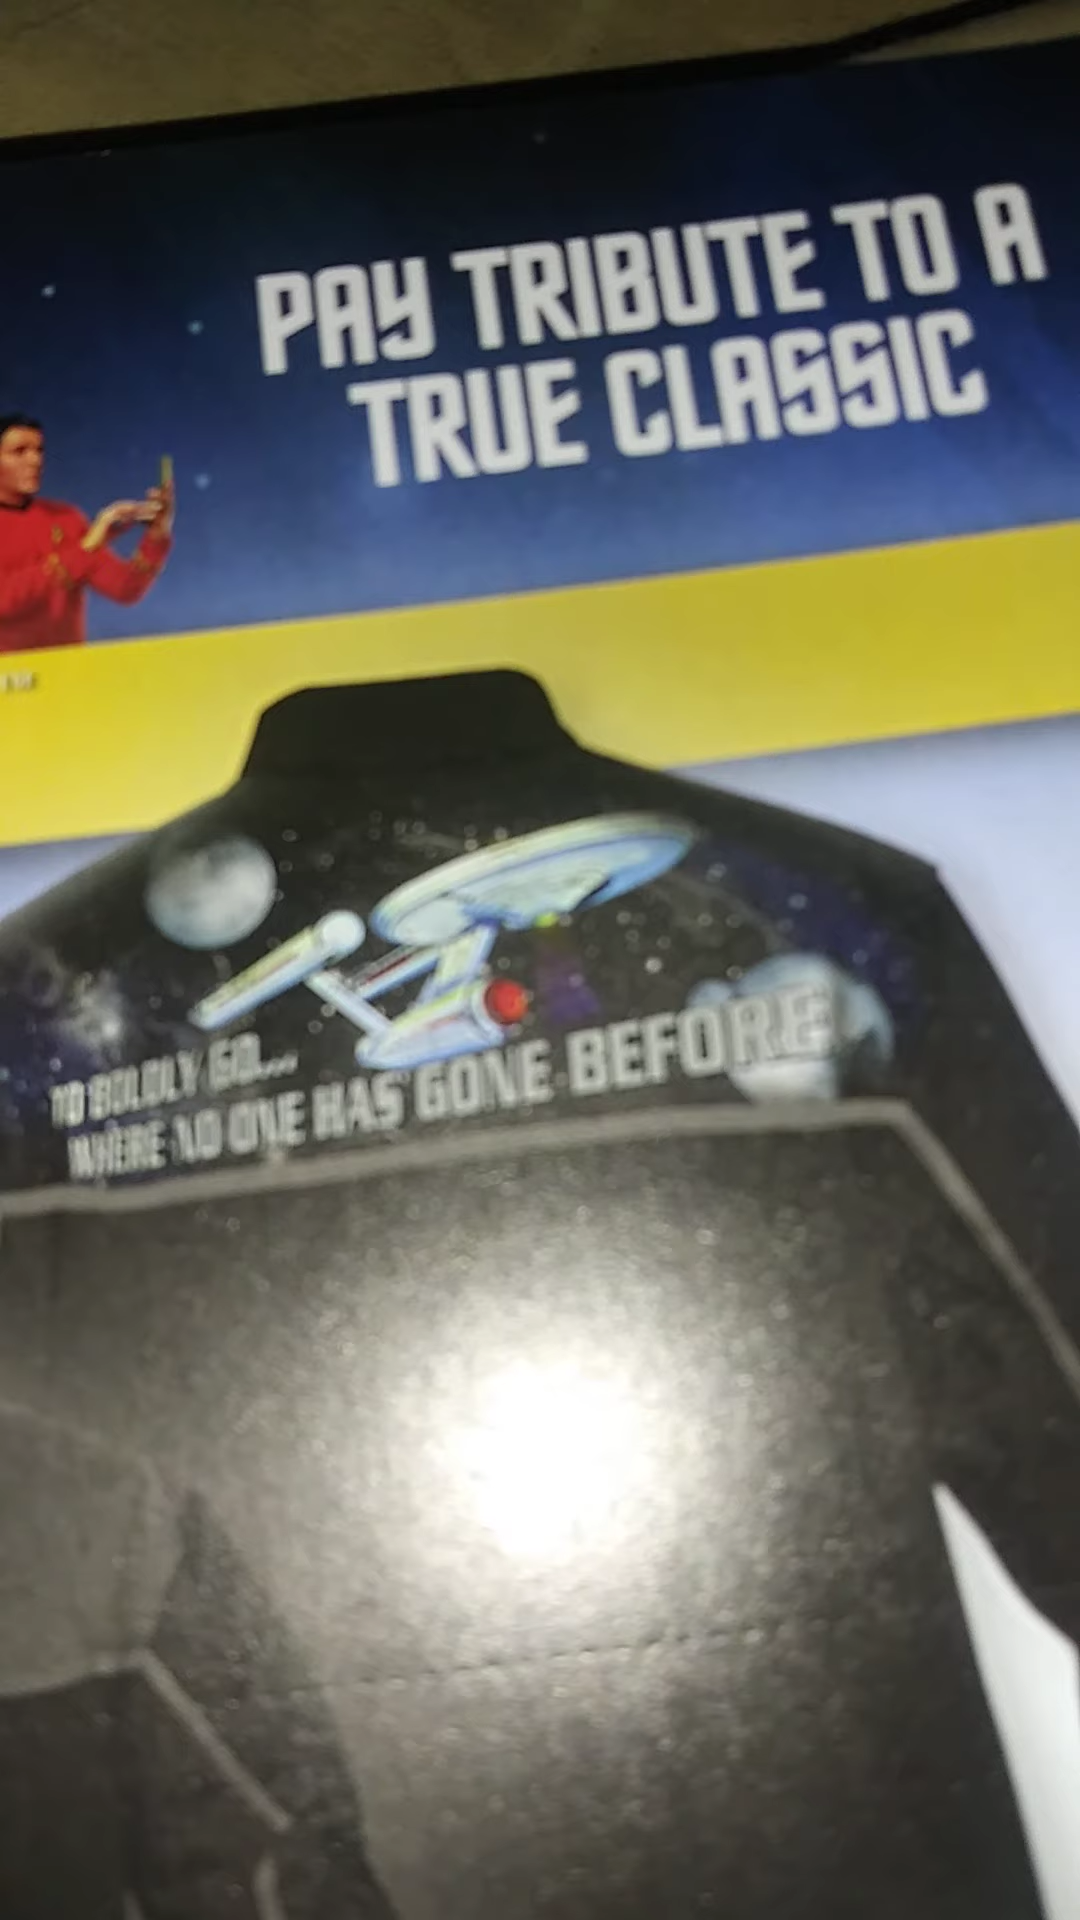 PAY TRIBUTE TO A
TRUE CLASSIC
TO BOLDLY GO...
WHERE NO ONE HAS GONE BEFORE